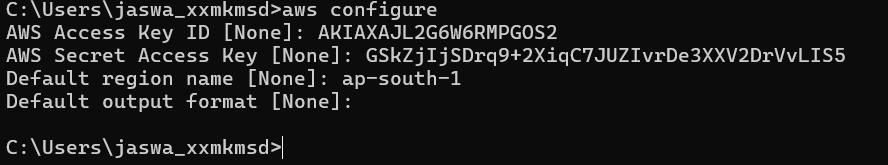 C:\Users\jaswa_xxmkmsd>aws configure
AWS Access Key ID [None]: AKIAXAJL2G6W6RMPGOS2
AWS Secret Access Key [None]: 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
Default region name [None]: ap-south-1
Default output format [None]:
C:\Users\jaswa_xxmkmsd>